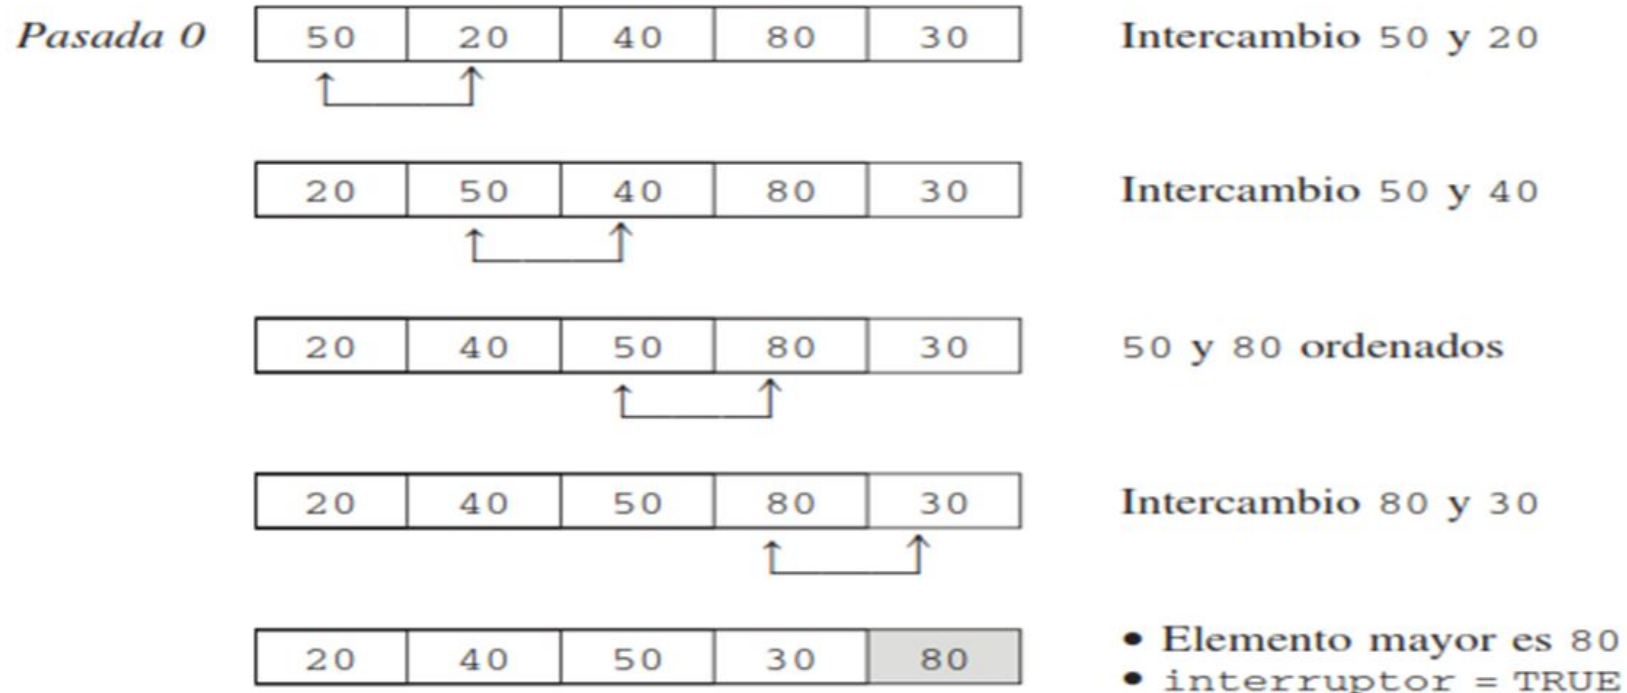 Pasada 0 50 20 40 80 30 Intercambio 50 y 20
20 50 40 80 30 Intercambio 50 y 40
20 40 50 80 30 50 y 80 ordenados
20 40 50 80 30 Intercambio 80 y 30
20 40 50 30 80 • Elemento mayor es 80
• interruptor = TRUE